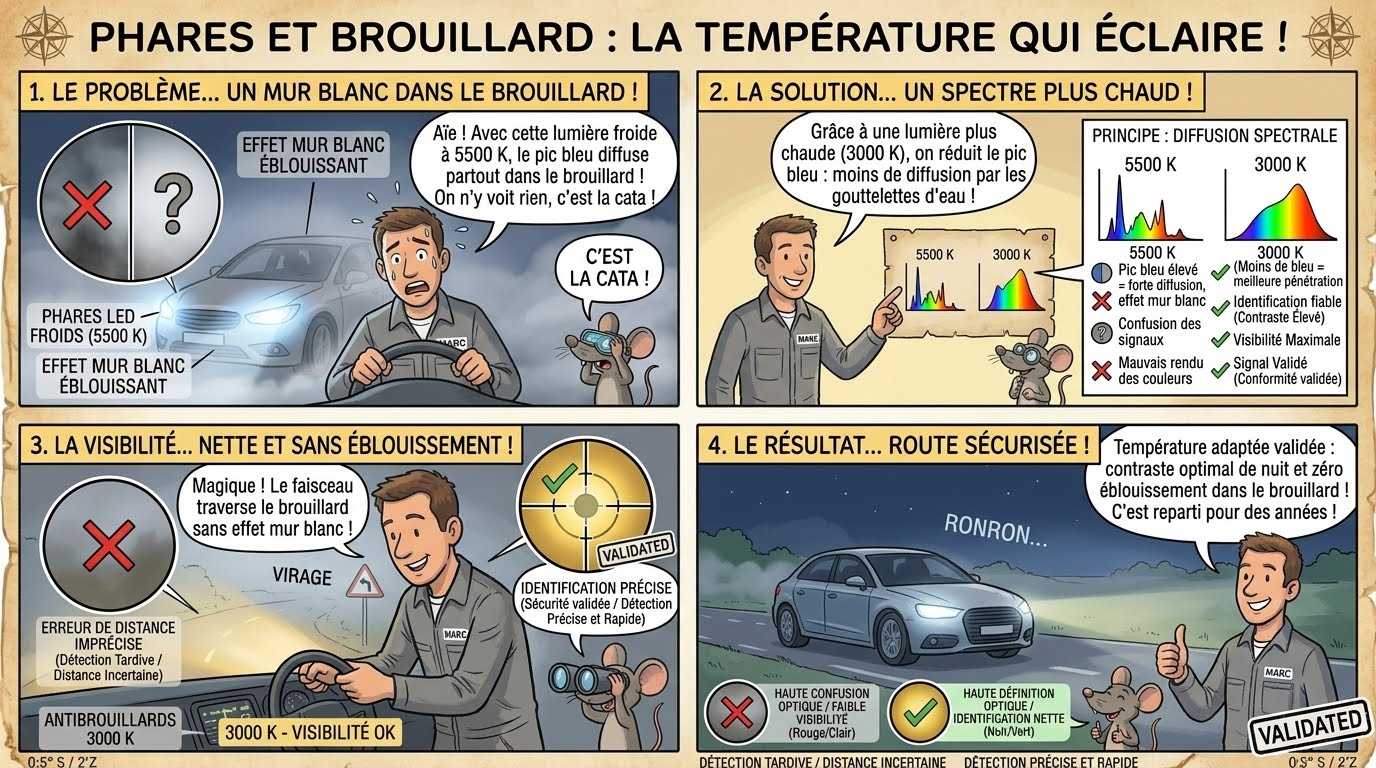 PHARES ET BROUILLARD : LA TEMPÉRATURE QUI ÉCLAIRE !
1. LE PROBLÈME... UN MUR BLANC DANS LE BROUILLARD !
?
EFFET MUR BLANC
ÉBLOUISSANT
Aïe ! Avec cette lumière froide
à 5500 K, le pic bleu diffuse
partout dans le brouillard !
On n'y voit rien, c'est la cata !
C'EST
LA CATA !
PHARES LED
FROIDS (5500 K)
EFFET MUR BLANC
ÉBLOUISSANT
MARC
2. LA SOLUTION... UN SPECTRE PLUS CHAUD !
Grâce à une lumière plus
chaude (3000 K), on réduit le pic
bleu : moins de diffusion par les
gouttelettes d'eau !
MARE
5500 K
3000 K
PRINCIPE : DIFFUSION SPECTRALE
5500 K
3000 K
5500 K
3000 K
Pic bleu élevé
= forte diffusion,
effet mur blanc
?
Confusion des
signaux
Mauvais rendu
des couleurs
(Moins de bleu =
meilleure pénétration
Identification fiable
(Contraste Élevé)
Visibilité Maximale
Signal Validé
(Conformité validée)
3. LA VISIBILITÉ... NETTE ET SANS ÉBLOUISSEMENT !
Magique ! Le faisceau
traverse le brouillard
sans effet mur blanc !
VALIDATED
VIRAGE
IDENTIFICATION PRÉCISE
(Sécurité validée / Détection
Précise et Rapide)
ERREUR DE DISTANCE
IMPRÉCISE
(Détection Tardive /
Distance Incertaine)
MARC
ANTIBROUILLARDS
3000 K
3000 K - VISIBILITÉ OK
4. LE RÉSULTAT... ROUTE SÉCURISÉE !
Température adaptée validée :
contraste optimal de nuit et zéro
éblouissement dans le brouillard !
C'est reparti pour des années !
RONRON...
MARC
HAUTE CONFUSION
OPTIQUE / FAIBLE
VISIBILITÉ
(Rouge/Clair)
HAUTE DÉFINITION
OPTIQUE /
IDENTIFICATION NETTE
VALIDATED
0:5° S / 2'Z
DÉTECTION TARDIVE / DISTANCE INCERTAINE
DÉTECTION PRÉCISE ET RAPIDE